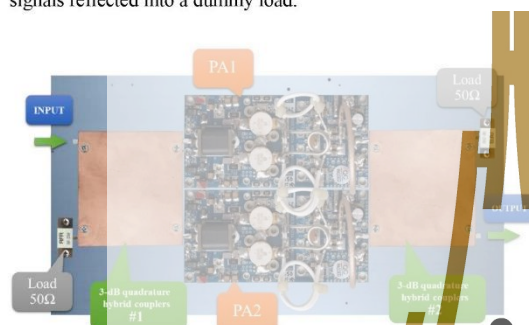 signals reflected into a dummy load.
PA1
Load
50Ω
INPUT
OUTPUT
Load
50Ω
3-dB quadrature
hybrid couplers
#1
3-dB quadrature
hybrid couplers
#2
PA2